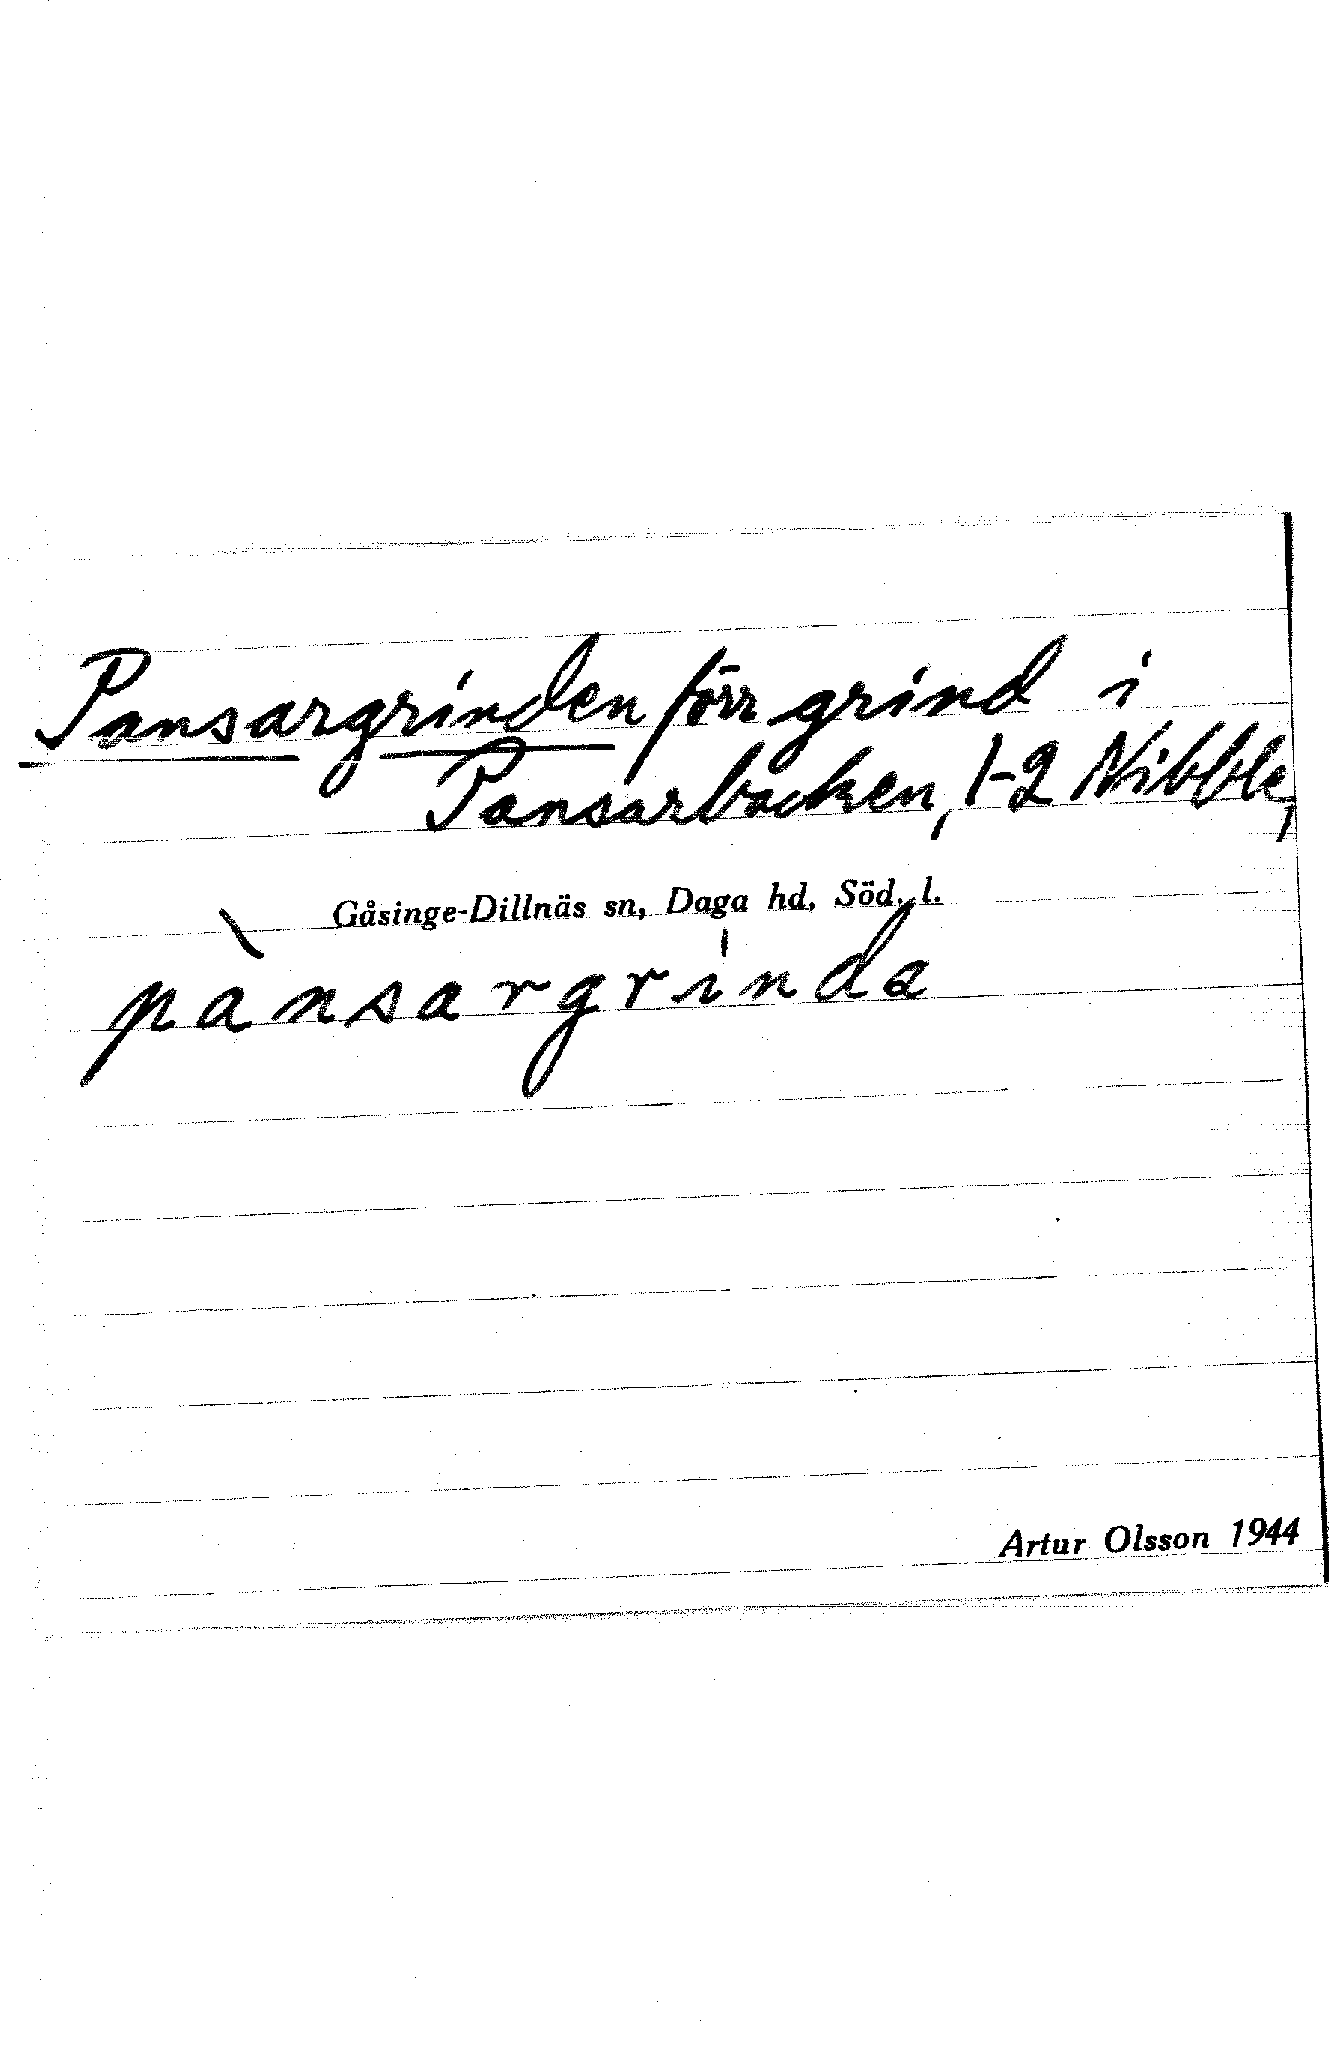 Pansargrinden förr grind i
Pansarbacken, 1-2 Nibble,
Gåsinge-Dillnäs sn, Daga hd, Söd. l.
pànsargrinda
Artur Olsson 1944